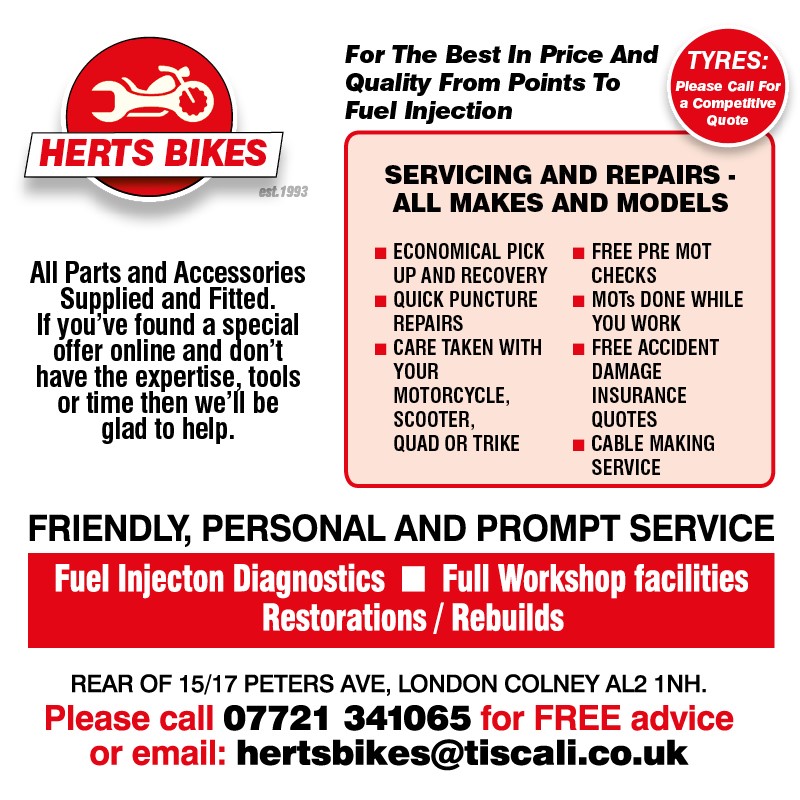 HERTS BIKES
est.1993
For The Best In Price And
Quality From Points To
Fuel Injection
TYRES:
Please Call For
a Competitive
Quote
All Parts and Accessories
Supplied and Fitted.
If you've found a special
offer online and don't
have the expertise, tools
or time then we'll be
glad to help.
SERVICING AND REPAIRS -
ALL MAKES AND MODELS
■ ECONOMICAL PICK
UP AND RECOVERY
■ QUICK PUNCTURE
REPAIRS
■ CARE TAKEN WITH
YOUR
MOTORCYCLE,
SCOOTER,
QUAD OR TRIKE
■ FREE PRE MOT
CHECKS
■ MOTs DONE WHILE
YOU WORK
■ FREE ACCIDENT
DAMAGE
INSURANCE
QUOTES
■ CABLE MAKING
SERVICE
FRIENDLY, PERSONAL AND PROMPT SERVICE
Fuel Injecton Diagnostics ■ Full Workshop facilities
Restorations / Rebuilds
REAR OF 15/17 PETERS AVE, LONDON COLNEY AL2 1NH.
Please call 07721 341065 for FREE advice
or email: hertsbikes@tiscali.co.uk